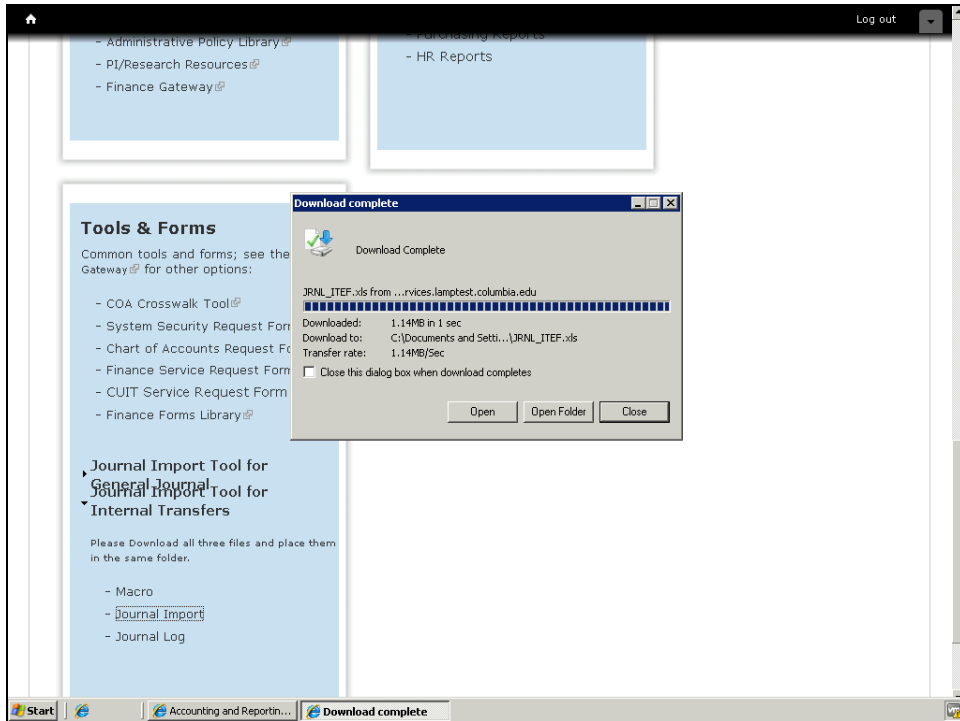 Log out
- Administrative Policy Library
- PI/Research Resources
- Finance Gateway
- Purchasing Reports
- HR Reports
Tools & Forms
Common tools and forms; see the
Gateway for other options:
- COA Crosswalk Tool
- System Security Request Form
- Chart of Accounts Request Fo
- Finance Service Request Form
- CUIT Service Request Form
- Finance Forms Library
Journal Import Tool for
General Journal
Journal Import Tool for
Internal Transfers
Please Download all three files and place them
in the same folder.
- Macro
- Journal Import
- Journal Log
Download complete
Download Complete
JRNL_ITEF.xls from ...rvices.lamptest.columbia.edu
Downloaded: 1.14MB in 1 sec
Download to: C:\Documents and Setti...\JRNL_ITEF.xls
Transfer rate: 1.14MB/Sec
Close this dialog box when download completes
Open Open Folder Close
Start Accounting and Reportin... Download complete